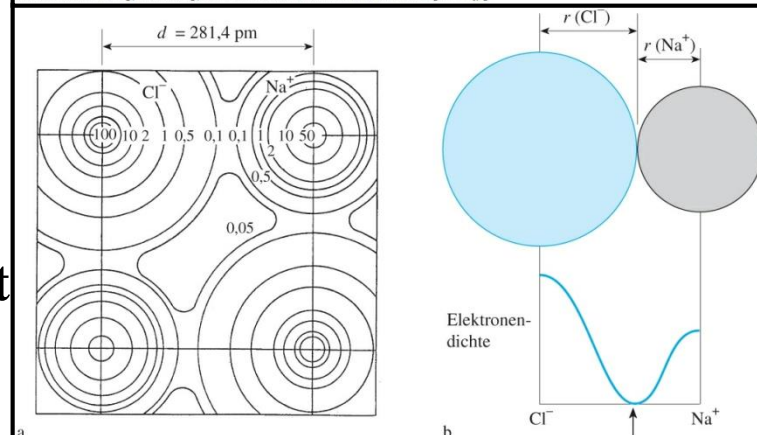 d = 281,4 pm
Cl⁻ Na⁺
100 10 2 1 0,5 0,1 0,1 1 10 50
2
0,5
0,05
a
t
r (Cl⁻)
r (Na⁺)
Elektronen-
dichte
Cl⁻ Na⁺
b